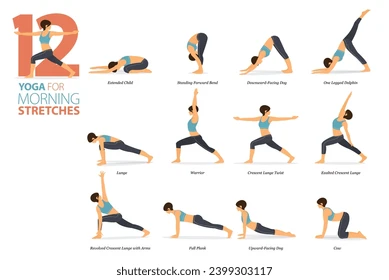 12
YOGA FOR
MORNING
STRETCHES
Extended Child
Standing Forward Bend
Downward-Facing Dog
One Legged Dolphin
Lunge
Warrior
Crescent Lunge Twist
Exalted Crescent Lunge
Revolved Crescent Lunge with Arms
Full Plank
Upward-Facing Dog
Cow
shutterstock
IMAGE ID: 2399303117
www.shutterstock.com